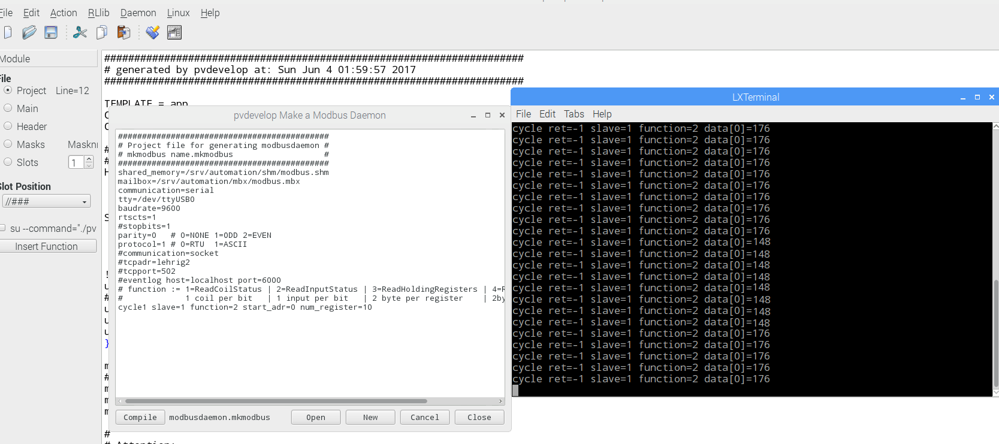 File Edit Action RLlib Daemon Linux Help
Module
File
Project Line=12
Main
Header
Masks
Slots 1
Slot Position
//###
su --command="./pv
Insert Function
######################################################################
# generated by pvdevelop at: Sun Jun 4 01:59:57 2017
######################################################################
TEMPLATE = app
pvdevelop Make a Modbus Daemon
############################################
# Project file for generating modbusdaemon #
# mkmodbus name.mkmodbus                   #
############################################
shared_memory=/srv/automation/shm/modbus.shm
mailbox=/srv/automation/mbx/modbus.mbx
communication=serial
tty=/dev/ttyUSB0
baudrate=9600
rtscts=1
#stopbits=1
parity=0   # 0=NONE 1=ODD 2=EVEN
protocol=1 # 0=RTU  1=ASCII
#communication=socket
#tcpadr=lehrig2
#tcpport=502
#eventlog host=localhost port=6000
# function := 1=ReadCoilStatus | 2=ReadInputStatus | 3=ReadHoldingRegisters | 4=R
#             1 coil per bit   | 1 input per bit   | 2 byte per register    | 2by
cycle1 slave=1 function=2 start_adr=0 num_register=10
Compile modbusdaemon.mkmodbus Open New Cancel Close
LXTerminal
File Edit Tabs Help
cycle ret=-1 slave=1 function=2 data[0]=176
cycle ret=-1 slave=1 function=2 data[0]=176
cycle ret=-1 slave=1 function=2 data[0]=176
cycle ret=-1 slave=1 function=2 data[0]=176
cycle ret=-1 slave=1 function=2 data[0]=176
cycle ret=-1 slave=1 function=2 data[0]=176
cycle ret=-1 slave=1 function=2 data[0]=176
cycle ret=-1 slave=1 function=2 data[0]=176
cycle ret=-1 slave=1 function=2 data[0]=176
cycle ret=-1 slave=1 function=2 data[0]=176
cycle ret=-1 slave=1 function=2 data[0]=148
cycle ret=-1 slave=1 function=2 data[0]=148
cycle ret=-1 slave=1 function=2 data[0]=148
cycle ret=-1 slave=1 function=2 data[0]=148
cycle ret=-1 slave=1 function=2 data[0]=148
cycle ret=-1 slave=1 function=2 data[0]=148
cycle ret=-1 slave=1 function=2 data[0]=148
cycle ret=-1 slave=1 function=2 data[0]=148
cycle ret=-1 slave=1 function=2 data[0]=176
cycle ret=-1 slave=1 function=2 data[0]=176
cycle ret=-1 slave=1 function=2 data[0]=176
cycle ret=-1 slave=1 function=2 data[0]=176
cycle ret=-1 slave=1 function=2 data[0]=176
#